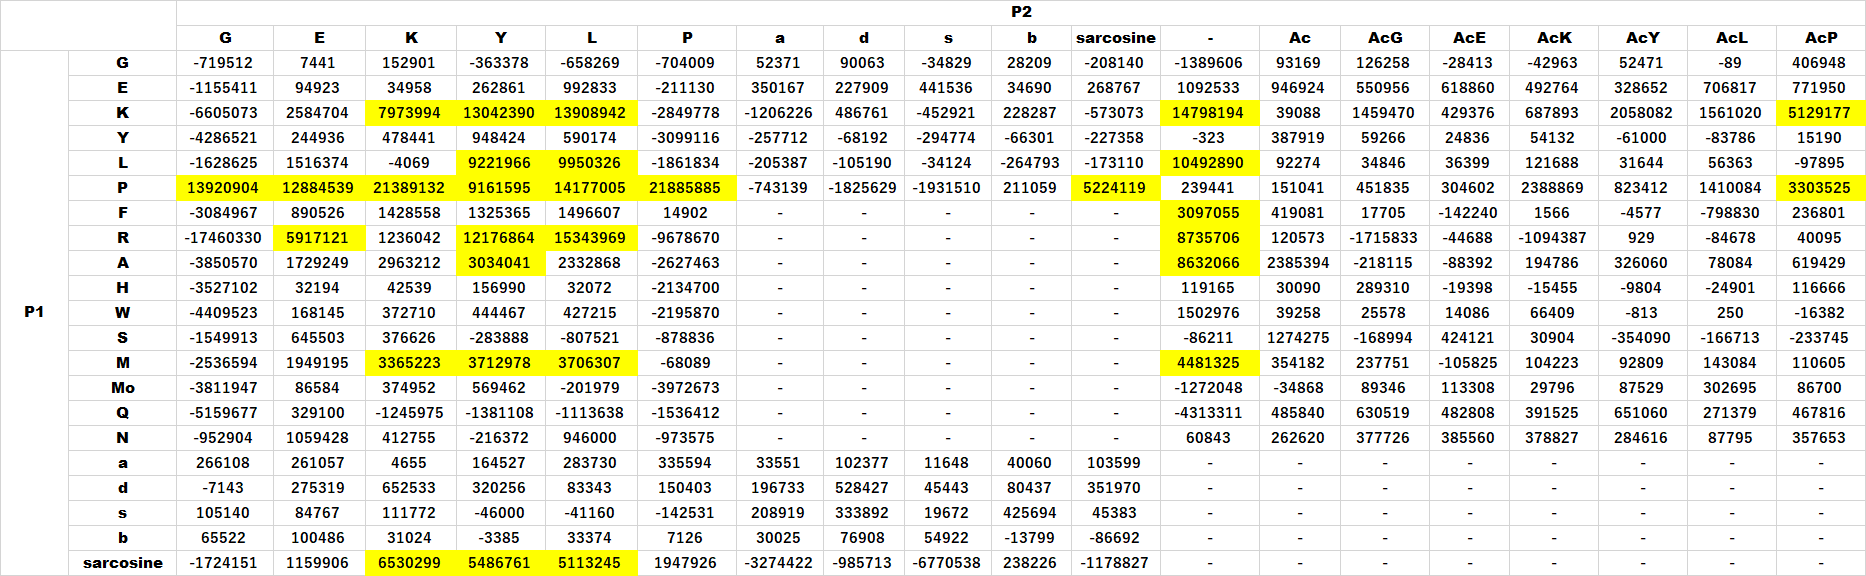 P2
G E K Y L P a d s b sarcosine - Ac AcG AcE AcK AcY AcL AcP
G -719512 7441 152901 -363378 -658269 -704009 52371 90063 -34829 28209 -208140 -1389606 93169 126258 -28413 -42963 52471 -89 406948
E -1155411 94923 34958 262861 992833 -211130 350167 227909 441536 34690 268767 1092533 946924 550956 618860 492764 328652 706817 771950
K -6605073 2584704 7973994 13042390 13908942 -2849778 -1206226 486761 -452921 228287 -573073 14798194 39088 1459470 429376 687893 2058082 1561020 5129177
Y -4286521 244936 478441 948424 590174 -3099116 -257712 -68192 -294774 -66301 -227358 -323 387919 59266 24836 54132 -61000 -83786 15190
L -1628625 1516374 -4069 9221966 9950326 -1861834 -205387 -105190 -34124 -264793 -173110 10492890 92274 34846 36399 121688 31644 56363 -97895
P 13920904 12884539 21389132 9161595 14177005 21885885 -743139 -1825629 -1931510 211059 5224119 239441 151041 451835 304602 2388869 823412 1410084 3303525
F -3084967 890526 1428558 1325365 1496607 14902 - - - - - 3097055 419081 17705 -142240 1566 -4577 -798830 236801
R -17460330 5917121 1236042 12176864 15343969 -9678670 - - - - - 8735706 120573 -1715833 -44688 -1094387 929 -84678 40095
A -3850570 1729249 2963212 3034041 2332868 -2627463 - - - - - 8632066 2385394 -218115 -88392 194786 326060 78084 619429
H -3527102 32194 42539 156990 32072 -2134700 - - - - - 119165 30090 289310 -19398 -15455 -9804 -24901 116666
P1 W -4409523 168145 372710 444467 427215 -2195870 - - - - - 1502976 39258 25578 14086 66409 -813 250 -16382
S -1549913 645503 376626 -283888 -807521 -878836 - - - - - -86211 1274275 -168994 424121 30904 -354090 -166713 -233745
M -2536594 1949195 3365223 3712978 3706307 -68089 - - - - - 4481325 354182 237751 -105825 104223 92809 143084 110605
Mo -3811947 86584 374952 569462 -201979 -3972673 - - - - - -1272048 -34868 89346 113308 29796 87529 302695 86700
Q -5159677 329100 -1245975 -1381108 -1113638 -1536412 - - - - - -4313311 485840 630519 482808 391525 651060 271379 467816
N -952904 1059428 412755 -216372 946000 -973575 - - - - - 60843 262620 377726 385560 378827 284616 87795 357653
a 266108 261057 4655 164527 283730 335594 33551 102377 11648 40060 103599 - - - - - - - -
d -7143 275319 652533 320256 83343 150403 196733 528427 45443 80437 351970 - - - - - - - -
s 105140 84767 111772 -46000 -41160 -142531 208919 333892 19672 425694 45383 - - - - - - - -
b 65522 100486 31024 -3385 33374 7126 30025 76908 54922 -13799 -86692 - - - - - - - -
sarcosine -1724151 1159906 6530299 5486761 5113245 1947926 -3274422 -985713 -6770538 238226 -1178827 - - - - - - - -